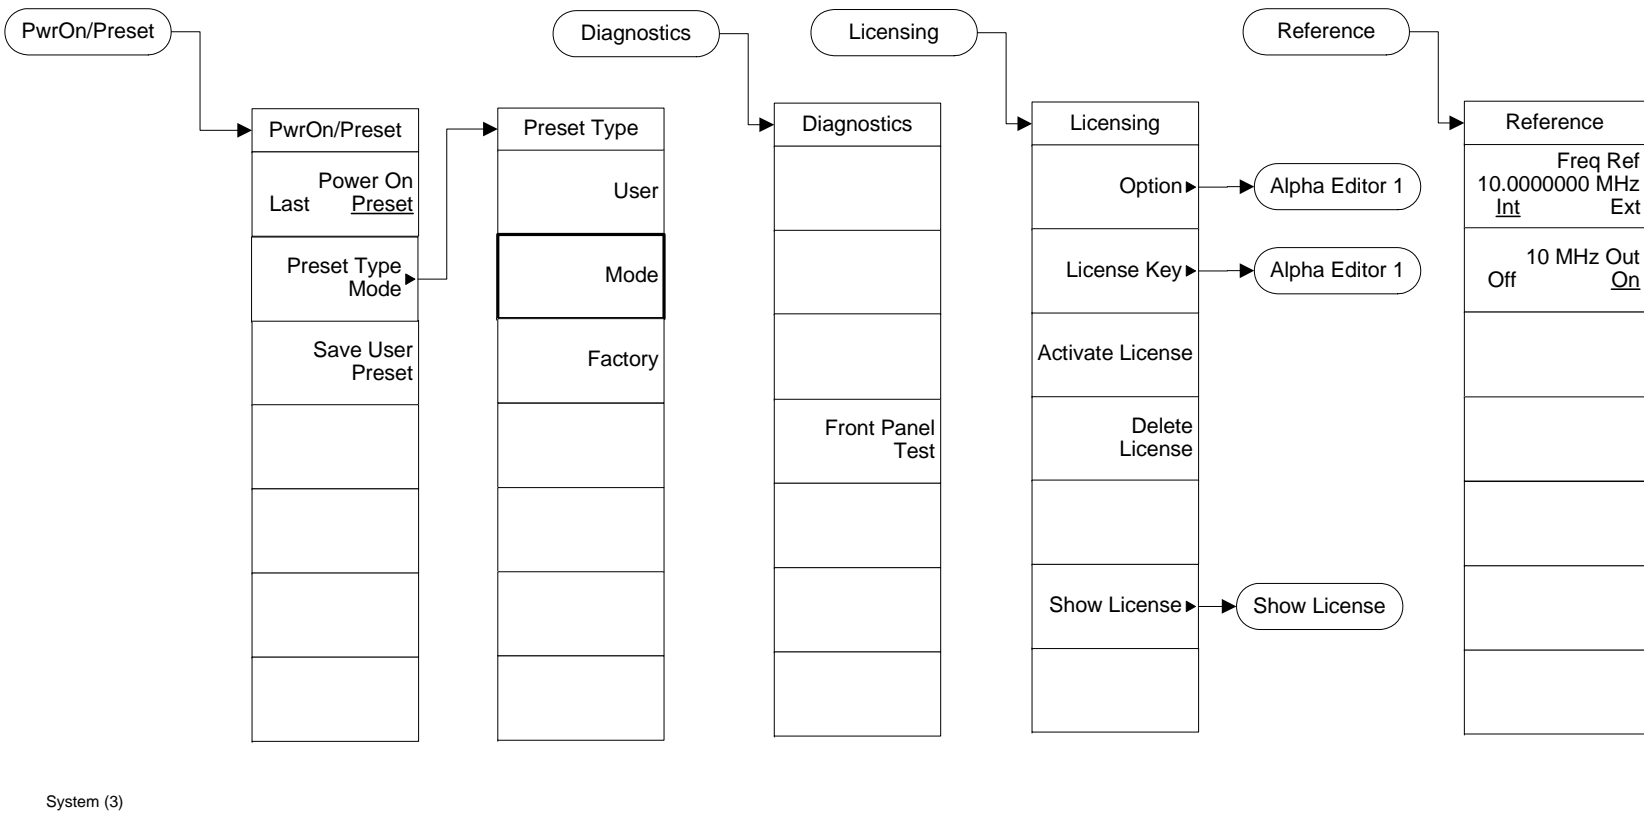 PwrOn/Preset
Diagnostics
Licensing
Reference
PwrOn/Preset
Power On
Last Preset
Preset Type
Mode
Save User
Preset
Preset Type
User
Mode
Factory
Diagnostics
Front Panel
Test
Licensing
Option
Alpha Editor 1
License Key
Alpha Editor 1
Activate License
Delete
License
Show License
Show License
Reference
Freq Ref
10.0000000 MHz
Int Ext
10 MHz Out
Off On
System (3)